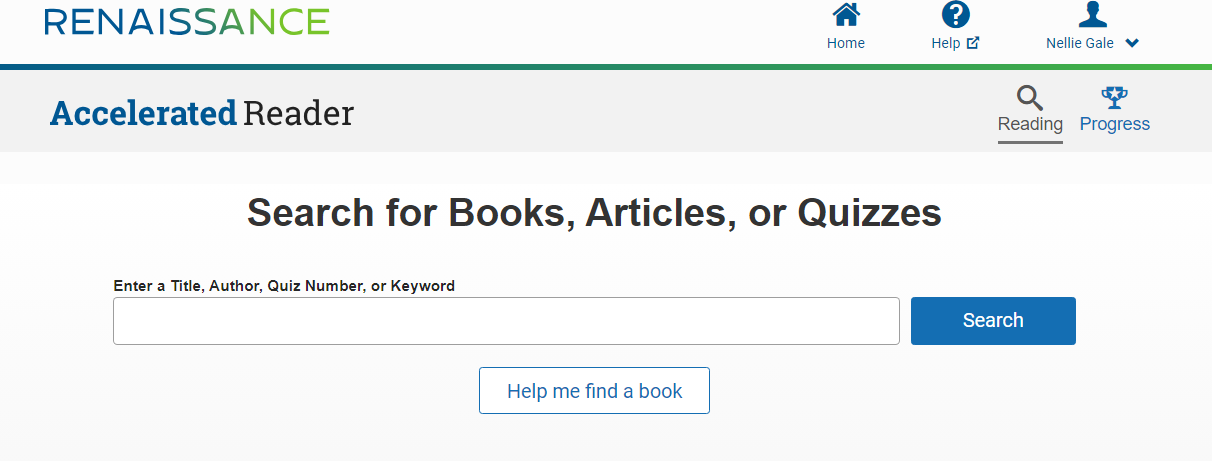 RENAISSANCE
Home
Help
Nellie Gale
Accelerated Reader
Reading
Progress
Search for Books, Articles, or Quizzes
Enter a Title, Author, Quiz Number, or Keyword
Search
Help me find a book